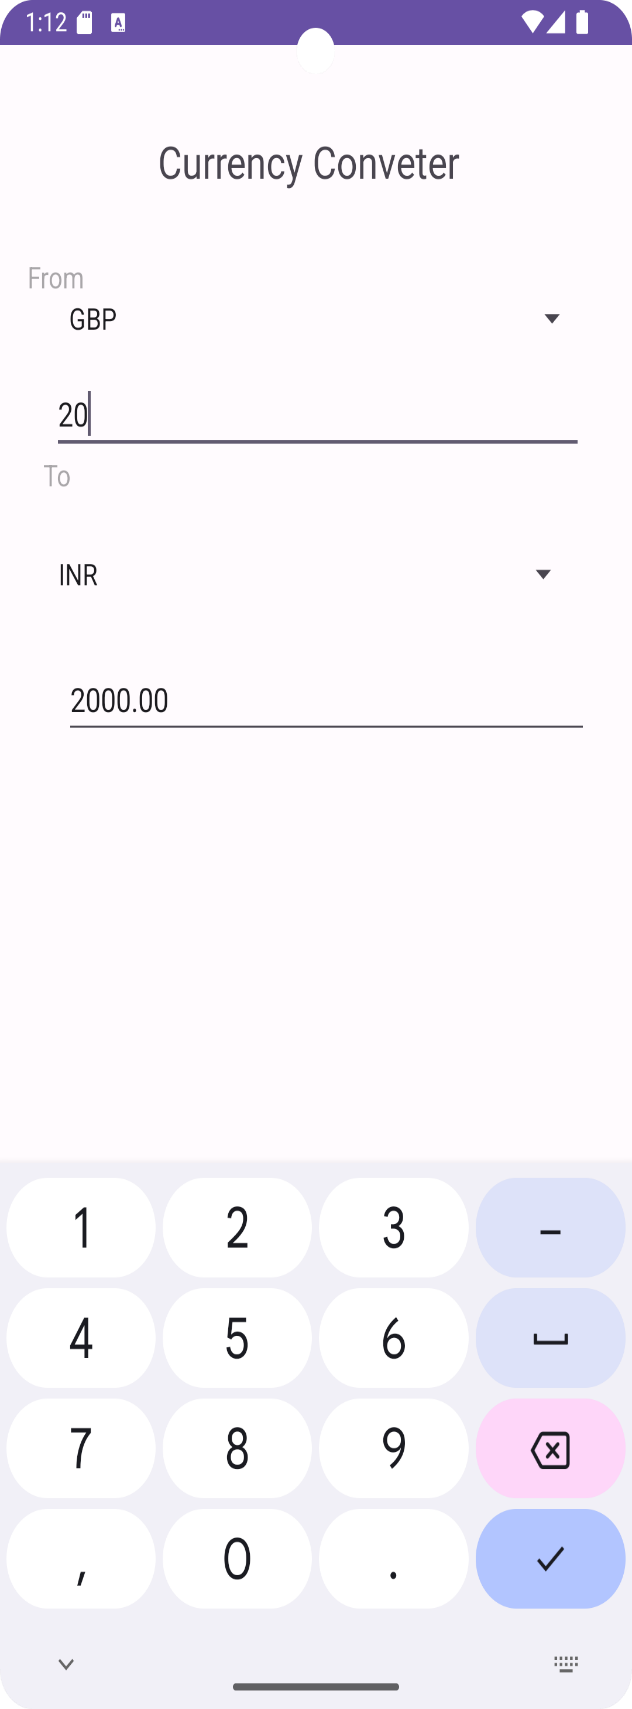 1:12 A
Currency Conveter
From
GBP
20
To
INR
2000.00
1 2 3 –
4 5 6
7 8 9
, 0 .